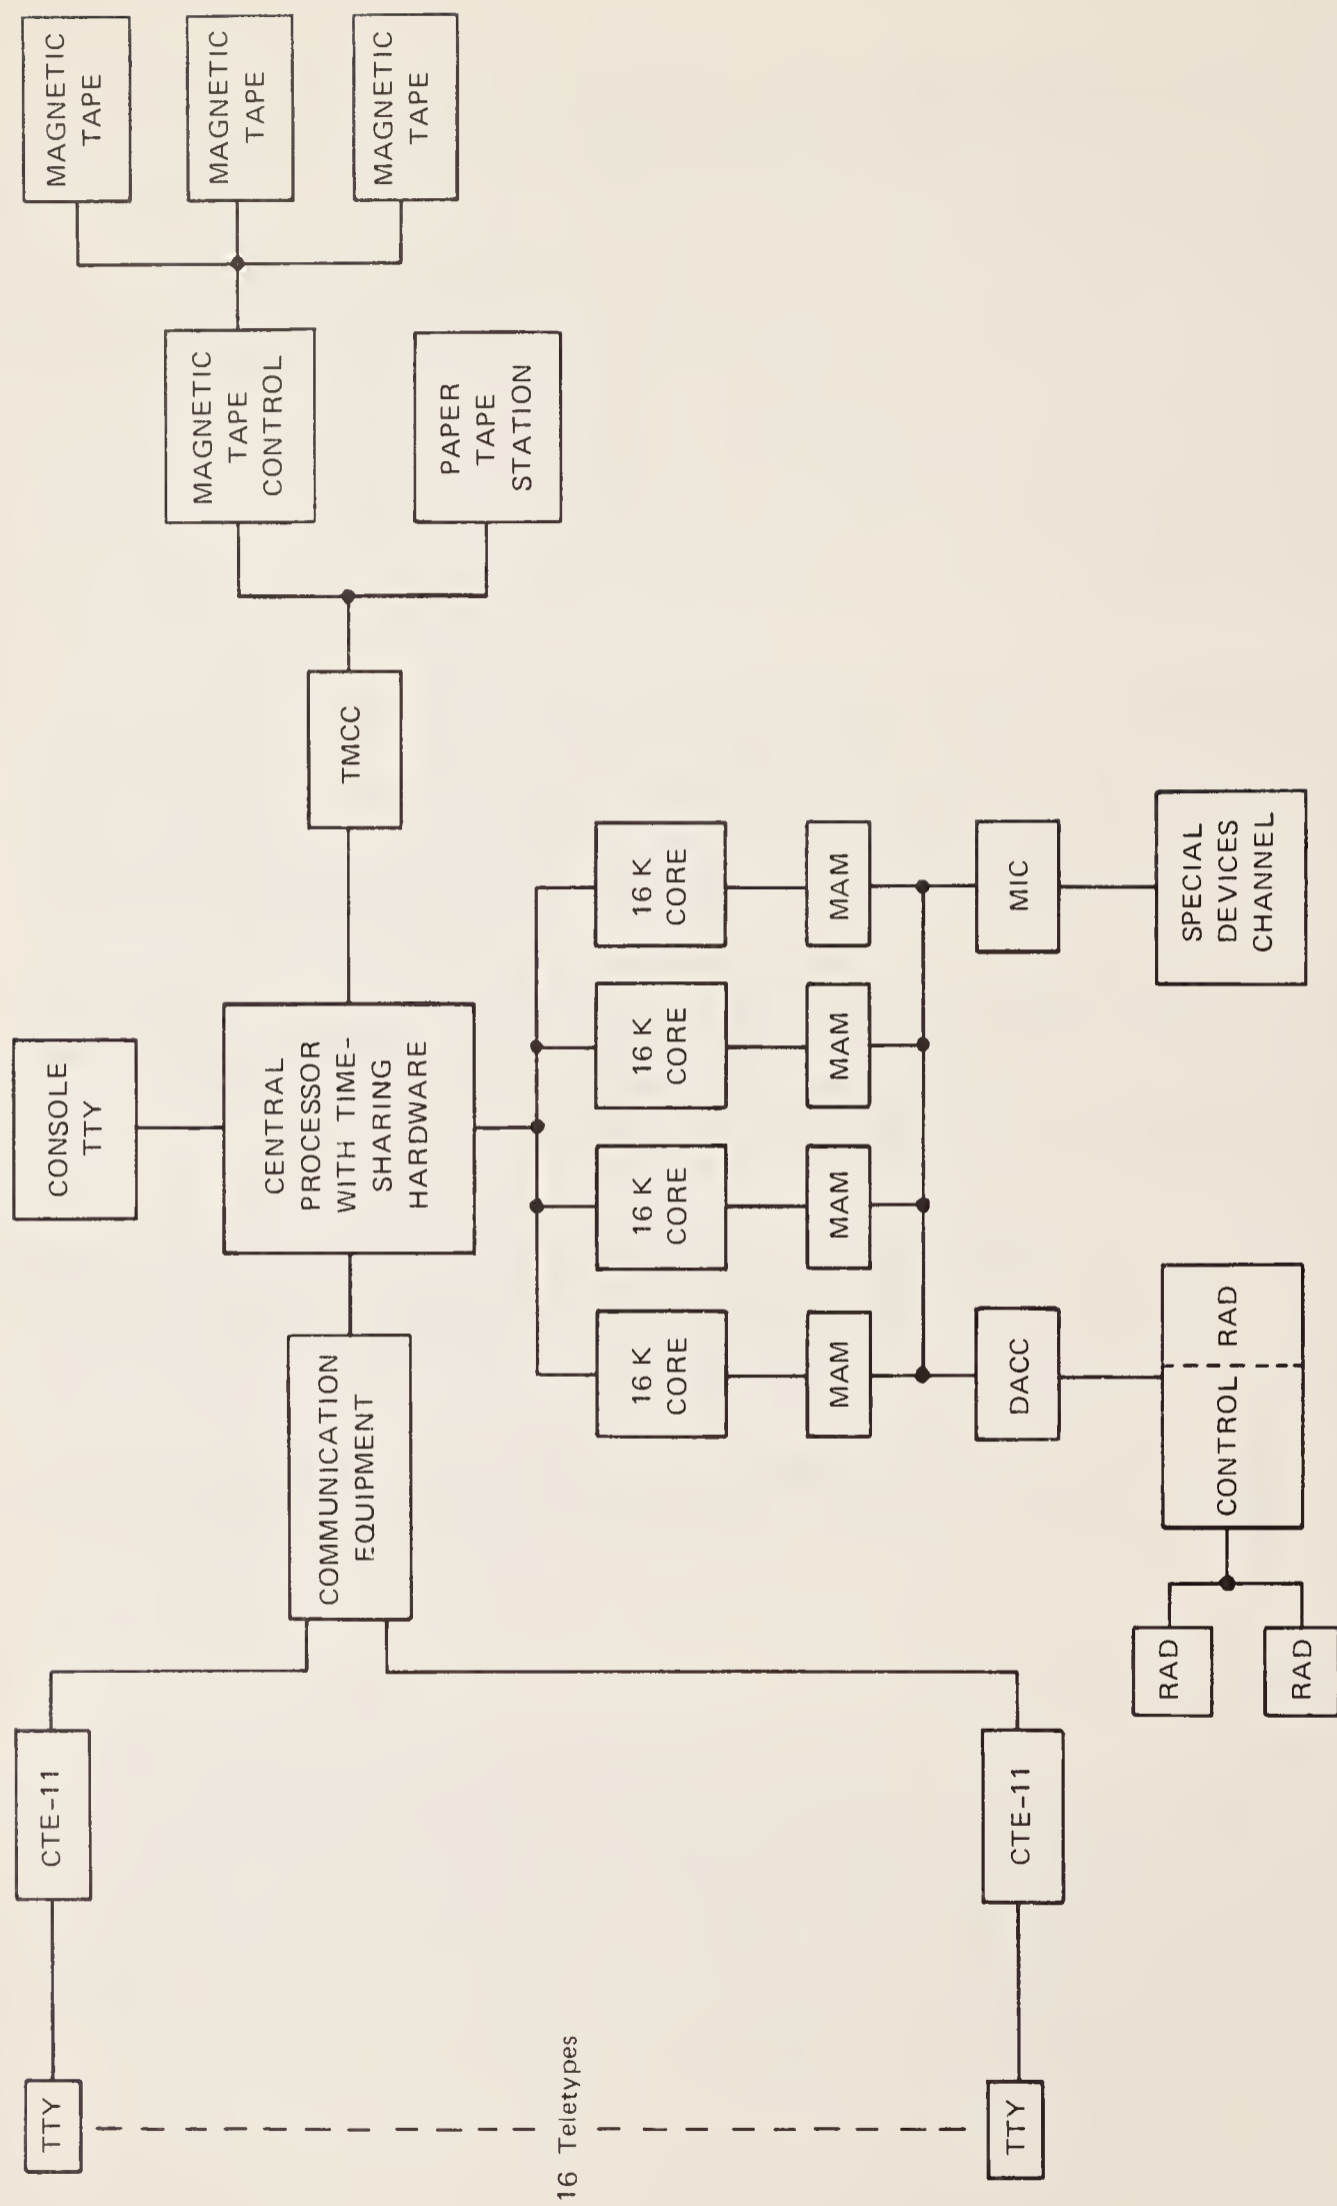 CONSOLE
TTY
TTY
CTE-11
COMMUNICATION
EQUIPMENT
CENTRAL
PROCESSOR
WITH TIME-
SHARING
HARDWARE
TMCC
MAGNETIC
TAPE
CONTROL
MAGNETIC
TAPE
MAGNETIC
TAPE
MAGNETIC
TAPE
PAPER
TAPE
STATION
16 Teletypes
16 K
CORE
16 K
CORE
16 K
CORE
16 K
CORE
MAM
MAM
MAM
MAM
TTY
CTE-11
DACC
MIC
RAD
RAD
CONTROL
RAD
SPECIAL
DEVICES
CHANNEL